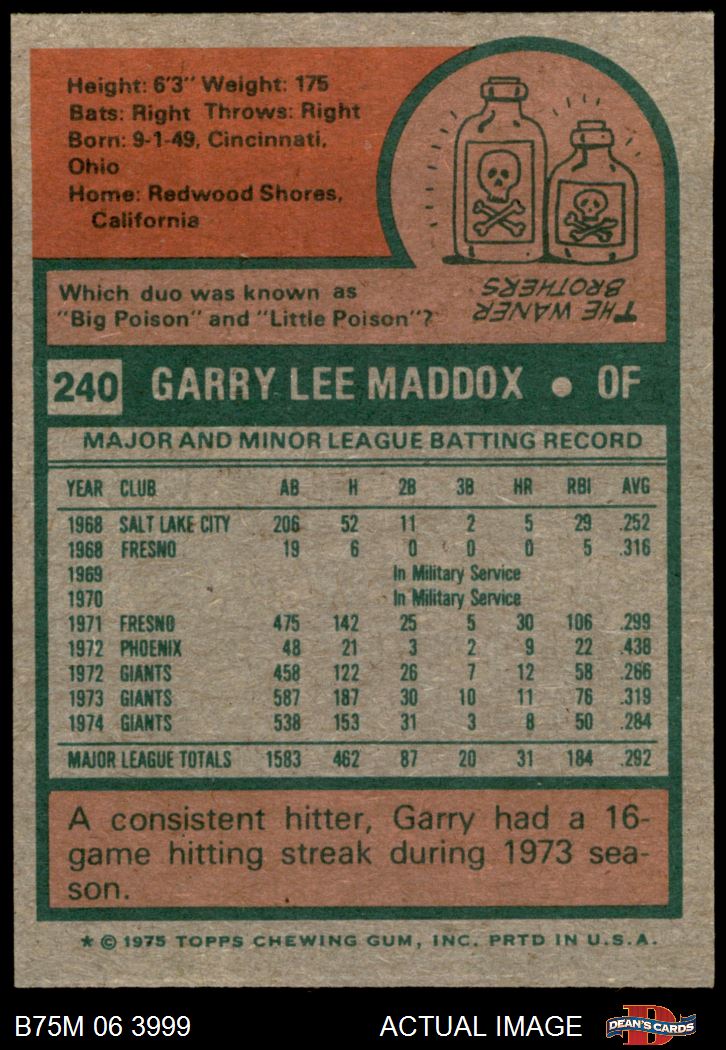 Height: 6'3" Weight: 175
Bats: Right Throws: Right
Born: 9-1-49, Cincinnati,
Ohio
Home: Redwood Shores,
California
Which duo was known as
"Big Poison" and "Little Poison"?
THE WANER
BROTHERS
240 GARRY LEE MADDOX • OF
MAJOR AND MINOR LEAGUE BATTING RECORD
YEAR CLUB AB H 2B 3B HR RBI AVG
1968 SALT LAKE CITY 206 52 11 2 5 29 .252
1968 FRESNO 19 6 0 0 0 5 .316
1969 In Military Service
1970 In Military Service
1971 FRESNO 475 142 25 5 30 106 .299
1972 PHOENIX 48 21 3 2 9 22 .438
1972 GIANTS 458 122 26 7 12 58 .266
1973 GIANTS 587 187 30 10 11 76 .319
1974 GIANTS 538 153 31 3 8 50 .284
MAJOR LEAGUE TOTALS 1583 462 87 20 31 184 .292
A consistent hitter, Garry had a 16-
game hitting streak during 1973 sea-
son.
* © 1975 TOPPS CHEWING GUM, INC. PRTD IN U.S.A.
B75M 06 3999 ACTUAL IMAGE D DEAN'S CARDS